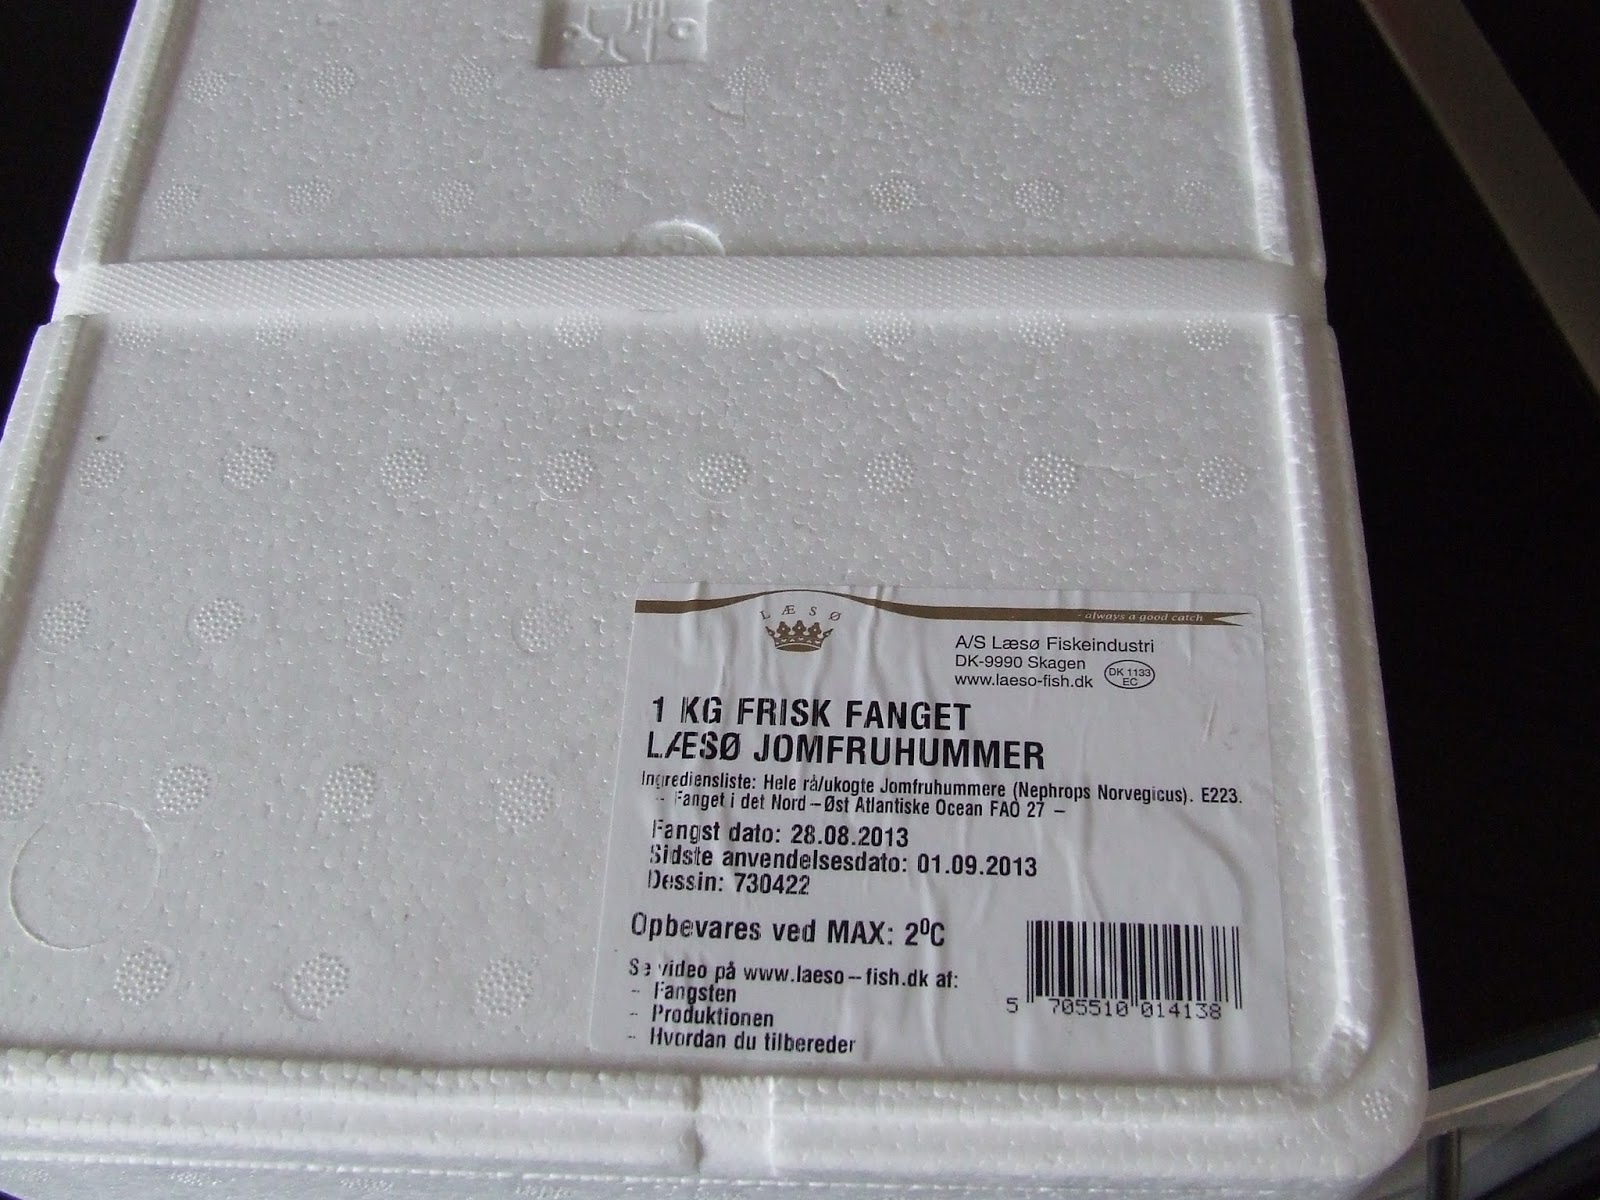 LÆSØ
- always a good catch
A/S Læsø Fiskeindustri
DK-9990 Skagen
www.laeso-fish.dk
DK 1133
EC
1 KG FRISK FANGET
LÆSØ JOMFRUHUMMER
Ingrediensliste: Hele rå/ukogte Jomfruhummere (Nephrops Norvegicus). E223.
- Fanget i det Nord-Øst Atlantiske Ocean FAO 27 -
Fangst dato: 28.08.2013
Sidste anvendelsesdato: 01.09.2013
Dessin: 730422
Opbevares ved MAX: 2⁰C
Se video på www.laeso-fish.dk af:
- Fangsten
- Produktionen
- Hvordan du tilbereder
5 705510 014138